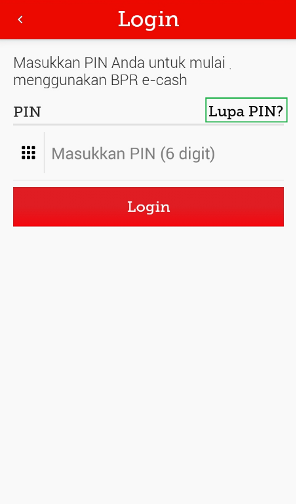 Login
Masukkan PIN Anda untuk mulai
menggunakan BPR e-cash
PIN
Lupa PIN?
Masukkan PIN (6 digit)
Login